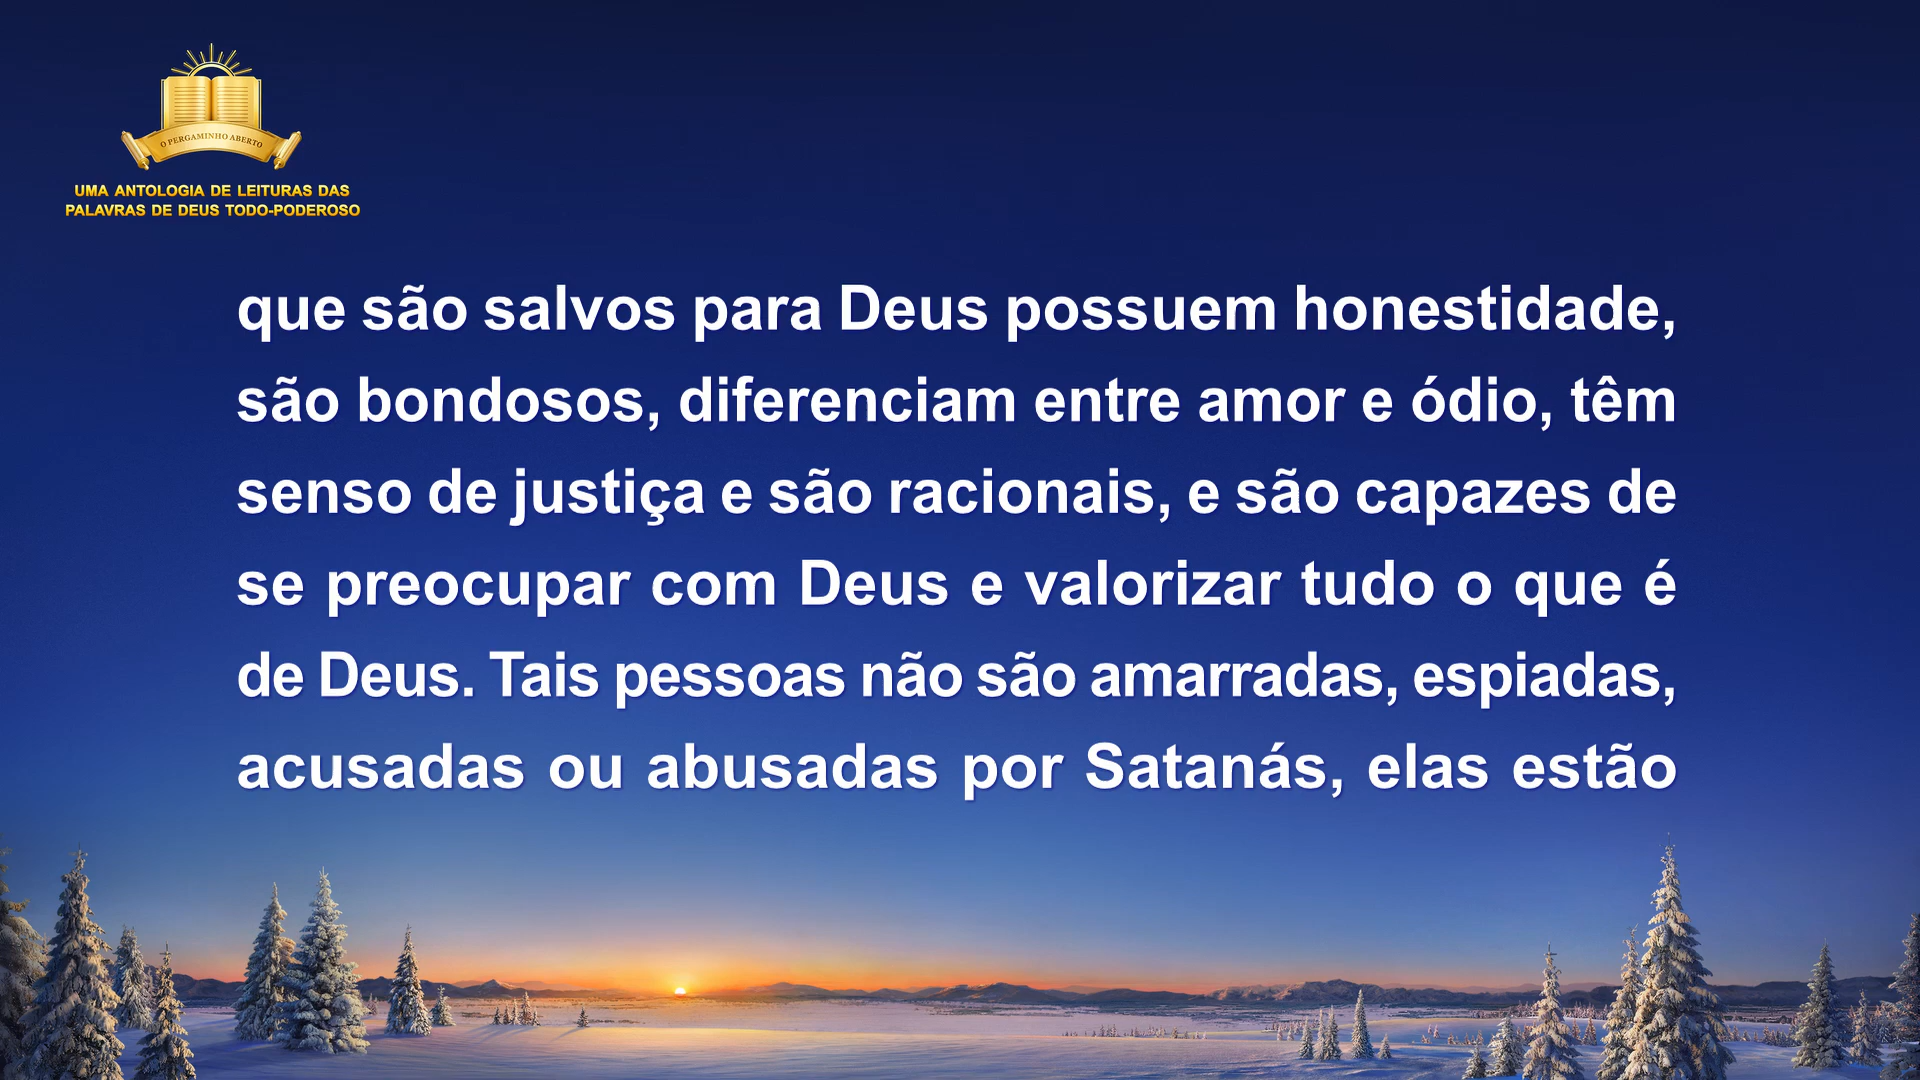 O PERGAMINHO ABERTO
UMA ANTOLOGIA DE LEITURAS DAS
PALAVRAS DE DEUS TODO-PODEROSO
que são salvos para Deus possuem honestidade,
são bondosos, diferenciam entre amor e ódio, têm
senso de justiça e são racionais, e são capazes de
se preocupar com Deus e valorizar tudo o que é
de Deus. Tais pessoas não são amarradas, espiadas,
acusadas ou abusadas por Satanás, elas estão